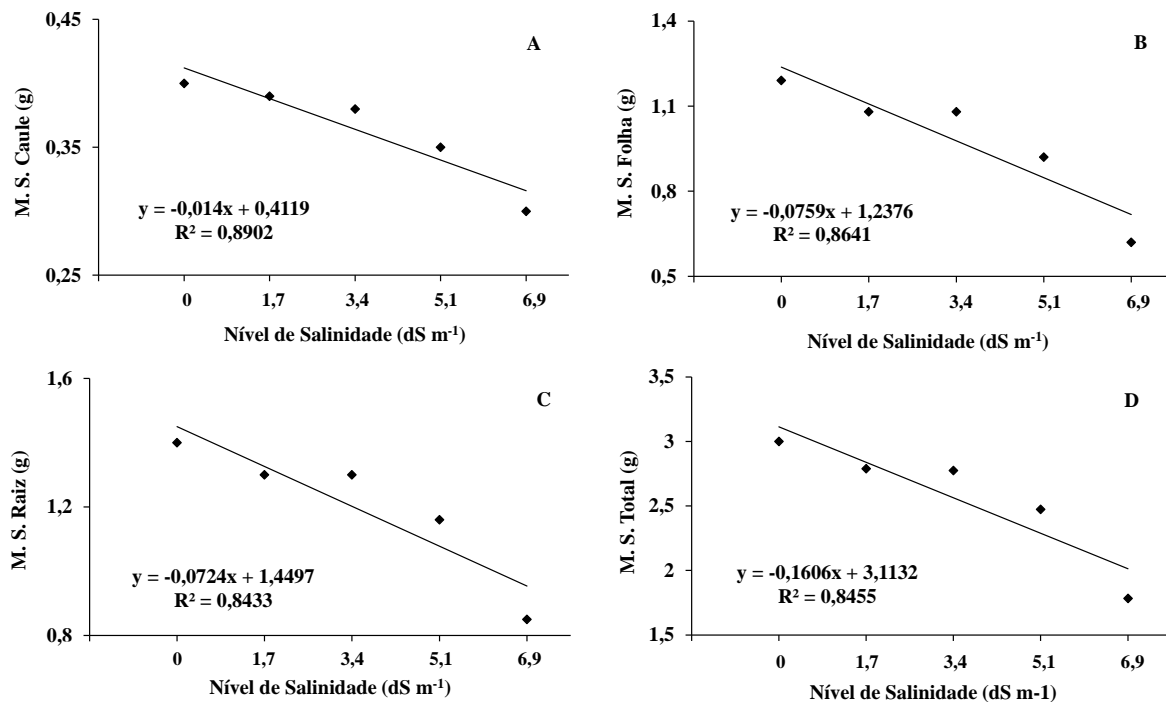 A
M. S. Caule (g)
0,45
0,35
0,25
y = -0,014x + 0,4119
R² = 0,8902
0 1,7 3,4 5,1 6,9
Nível de Salinidade (dS m⁻¹)
B
M. S. Folha (g)
1,4
1,1
0,8
0,5
y = -0,0759x + 1,2376
R² = 0,8641
0 1,7 3,4 5,1 6,9
Nível de Salinidade (dS m⁻¹)
C
M. S. Raiz (g)
1,6
1,2
0,8
y = -0,0724x + 1,4497
R² = 0,8433
0 1,7 3,4 5,1 6,9
Nível de Salinidade (dS m⁻¹)
D
M. S. Total (g)
3,5
3
2,5
2
1,5
y = -0,1606x + 3,1132
R² = 0,8455
0 1,7 3,4 5,1 6,9
Nível de Salinidade (dS m-1)